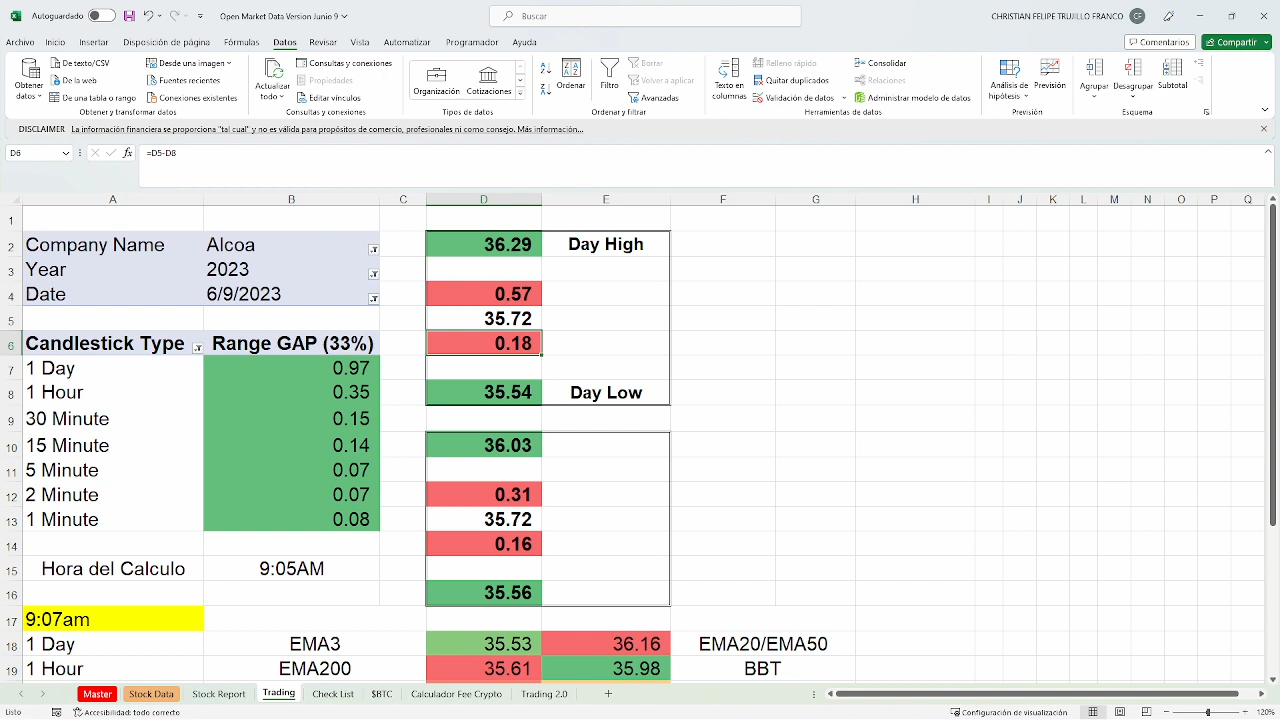 Autoguardado
Open Market Data Version Junio 9
Buscar
CHRISTIAN FELIPE TRUJILLO FRANCO CF
Archivo Inicio Insertar Disposición de página Fórmulas Datos Revisar Vista Automatizar Programador Ayuda
Comentarios Compartir
Obtener datos
De texto/CSV
De la web
De una tabla o rango
Desde una imagen
Fuentes recientes
Conexiones existentes
Obtener y transformar datos
Actualizar todo
Consultas y conexiones
Propiedades
Editar vínculos
Consultas y conexiones
Organización Cotizaciones
Tipos de datos
Ordenar
Filtro
Borrar
Volver a aplicar
Avanzadas
Ordenar y filtrar
Texto en columnas
Relleno rápido
Quitar duplicados
Validación de datos
Consolidar
Relaciones
Administrar modelo de datos
Herramientas de datos
Análisis de hipótesis
Previsión
Previsión
Agrupar Desagrupar Subtotal
Esquema
DISCLAIMER La información financiera se proporciona "tal cual" y no es válida para propósitos de comercio, profesionales ni como consejo. Más información...
D6 fx =D5-D8
A B C D E F G H I J K L M N O P Q
1
2 Company Name Alcoa 36.29 Day High
3 Year 2023
4 Date 6/9/2023 0.57
5 35.72
6 Candlestick Type Range GAP (33%) 0.18
7 1 Day 0.97
8 1 Hour 0.35 35.54 Day Low
9 30 Minute 0.15
10 15 Minute 0.14 36.03
11 5 Minute 0.07
12 2 Minute 0.07 0.31
13 1 Minute 0.08 35.72
14 0.16
15 Hora del Calculo 9:05AM
16 35.56
17 9:07am
18 1 Day EMA3 35.53 36.16 EMA20/EMA50
19 1 Hour EMA200 35.61 35.98 BBT
Master Stock Data Stock Report Trading Check List $BTC Calculador Fee Crypto Trading 2.0 +
Listo Accesibilidad: todo correcto Configuración de visualización 120%